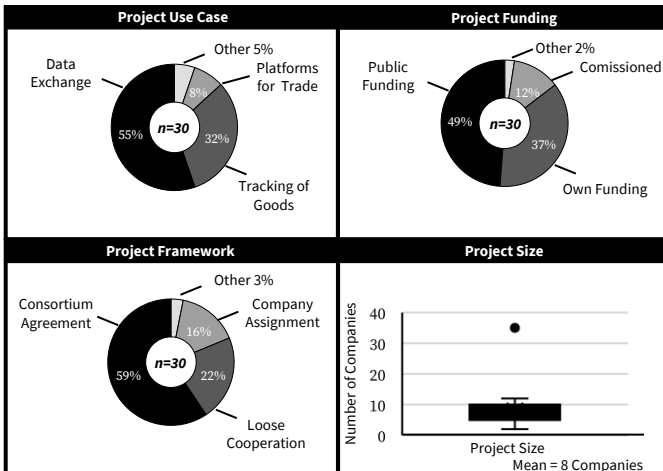 Project Use Case
Data
Exchange
Other 5%
Platforms
for Trade
8%
55%
n=30
32%
Tracking of
Goods
Project Funding
Public
Funding
Other 2%
Comissioned
12%
49%
n=30
37%
Own Funding
Project Framework
Consortium
Agreement
Other 3%
Company
Assignment
16%
59%
n=30
22%
Loose
Cooperation
Project Size
Number of Companies
40
30
20
10
0
Project Size
Mean = 8 Companies